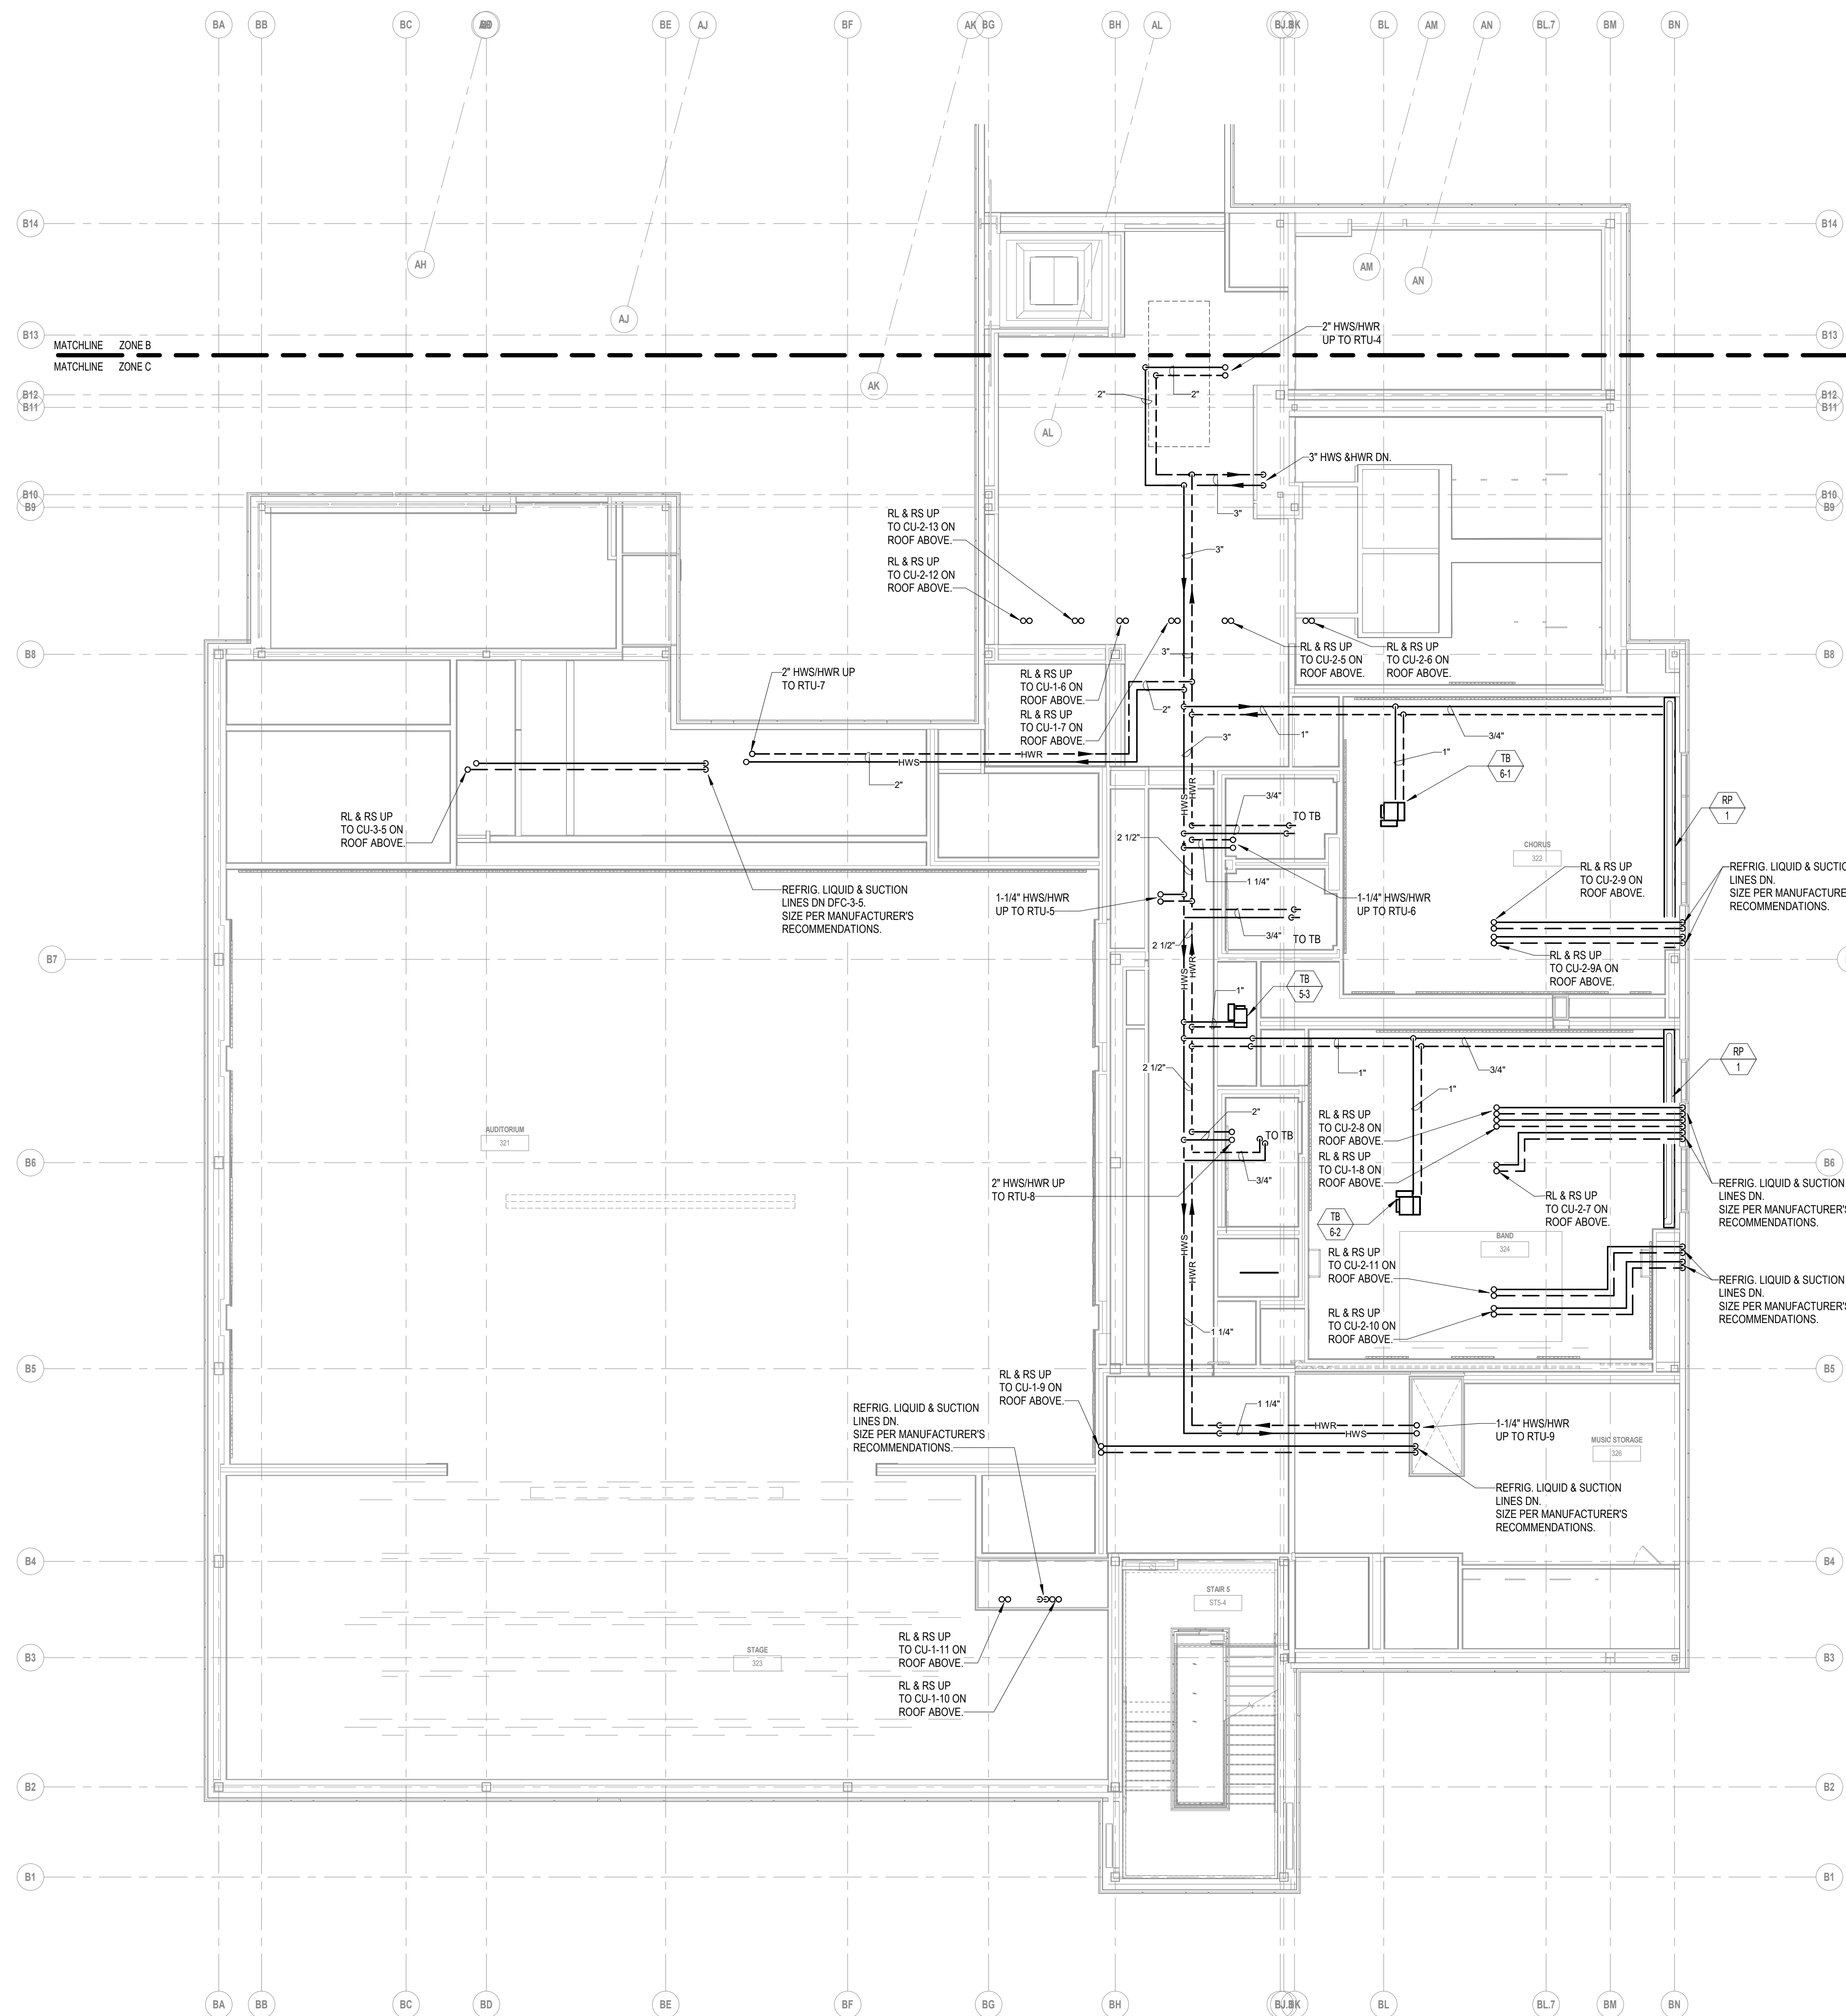 BA
BB
BC
BD
BE
AJ
BF
AK
BG
BH
AL
BK
BL
AM
AN
BL.7
BM
BN
B14
B14
AH
AM
AN
AJ
B13
B13
MATCHLINE ZONE B
MATCHLINE ZONE C
2" HWS/HWR
UP TO RTU-4
AK
B12
B11
B12
B11
2"
2"
AL
3" HWS &HWR DN.
B10
B9
B10
B9
3"
RL & RS UP
TO CU-2-13 ON
ROOF ABOVE.
3"
RL & RS UP
TO CU-2-12 ON
ROOF ABOVE.
B8
B8
3"
RL & RS UP
TO CU-2-5 ON
ROOF ABOVE.
RL & RS UP
TO CU-2-6 ON
ROOF ABOVE.
2" HWS/HWR UP
TO RTU-7
RL & RS UP
TO CU-1-6 ON
ROOF ABOVE.
2"
RL & RS UP
TO CU-1-7 ON
ROOF ABOVE.
3"
1"
3/4"
HWR
HWS
1"
TB
6-1
2"
HWS
HWR
3/4"
TO TB
RP
1
RL & RS UP
TO CU-3-5 ON
ROOF ABOVE.
2 1/2"
CHORUS
322
RL & RS UP
TO CU-2-9 ON
ROOF ABOVE.
REFRIG. LIQUID & SUCTIO
LINES DN.
SIZE PER MANUFACTURE
RECOMMENDATIONS.
REFRIG. LIQUID & SUCTION
LINES DN DFC-3-5.
SIZE PER MANUFACTURER'S
RECOMMENDATIONS.
1 1/4"
1-1/4" HWS/HWR
UP TO RTU-5
1-1/4" HWS/HWR
UP TO RTU-6
3/4"
TO TB
2 1/2"
B7
RL & RS UP
TO CU-2-9A ON
ROOF ABOVE.
HWS
HWR
TB
5-3
1"
2 1/2"
1"
3/4"
RP
1
1"
AUDITORIUM
321
2"
TO TB
RL & RS UP
TO CU-2-8 ON
ROOF ABOVE.
B6
B6
RL & RS UP
TO CU-1-8 ON
ROOF ABOVE.
2" HWS/HWR UP
TO RTU-8
3/4"
REFRIG. LIQUID & SUCTION
LINES DN.
SIZE PER MANUFACTURER'S
RECOMMENDATIONS.
RL & RS UP
TO CU-2-7 ON
ROOF ABOVE.
TB
6-2
HWS
HWR
BAND
324
RL & RS UP
TO CU-2-11 ON
ROOF ABOVE.
REFRIG. LIQUID & SUCTION
LINES DN.
SIZE PER MANUFACTURER'S
RECOMMENDATIONS.
RL & RS UP
TO CU-2-10 ON
ROOF ABOVE.
1 1/4"
B5
B5
RL & RS UP
TO CU-1-9 ON
ROOF ABOVE.
REFRIG. LIQUID & SUCTION
LINES DN.
SIZE PER MANUFACTURER'S
RECOMMENDATIONS.
1 1/4"
HWR
HWS
1-1/4" HWS/HWR
UP TO RTU-9
MUSIC STORAGE
326
REFRIG. LIQUID & SUCTION
LINES DN.
SIZE PER MANUFACTURER'S
RECOMMENDATIONS.
B4
B4
STAIR 5
ST5-4
RL & RS UP
TO CU-1-11 ON
ROOF ABOVE.
STAGE
323
B3
B3
RL & RS UP
TO CU-1-10 ON
ROOF ABOVE.
B2
B2
B1
B1
BA
BB
BC
BD
BE
BF
BG
BH
BK
BL
BL.7
BM
BN